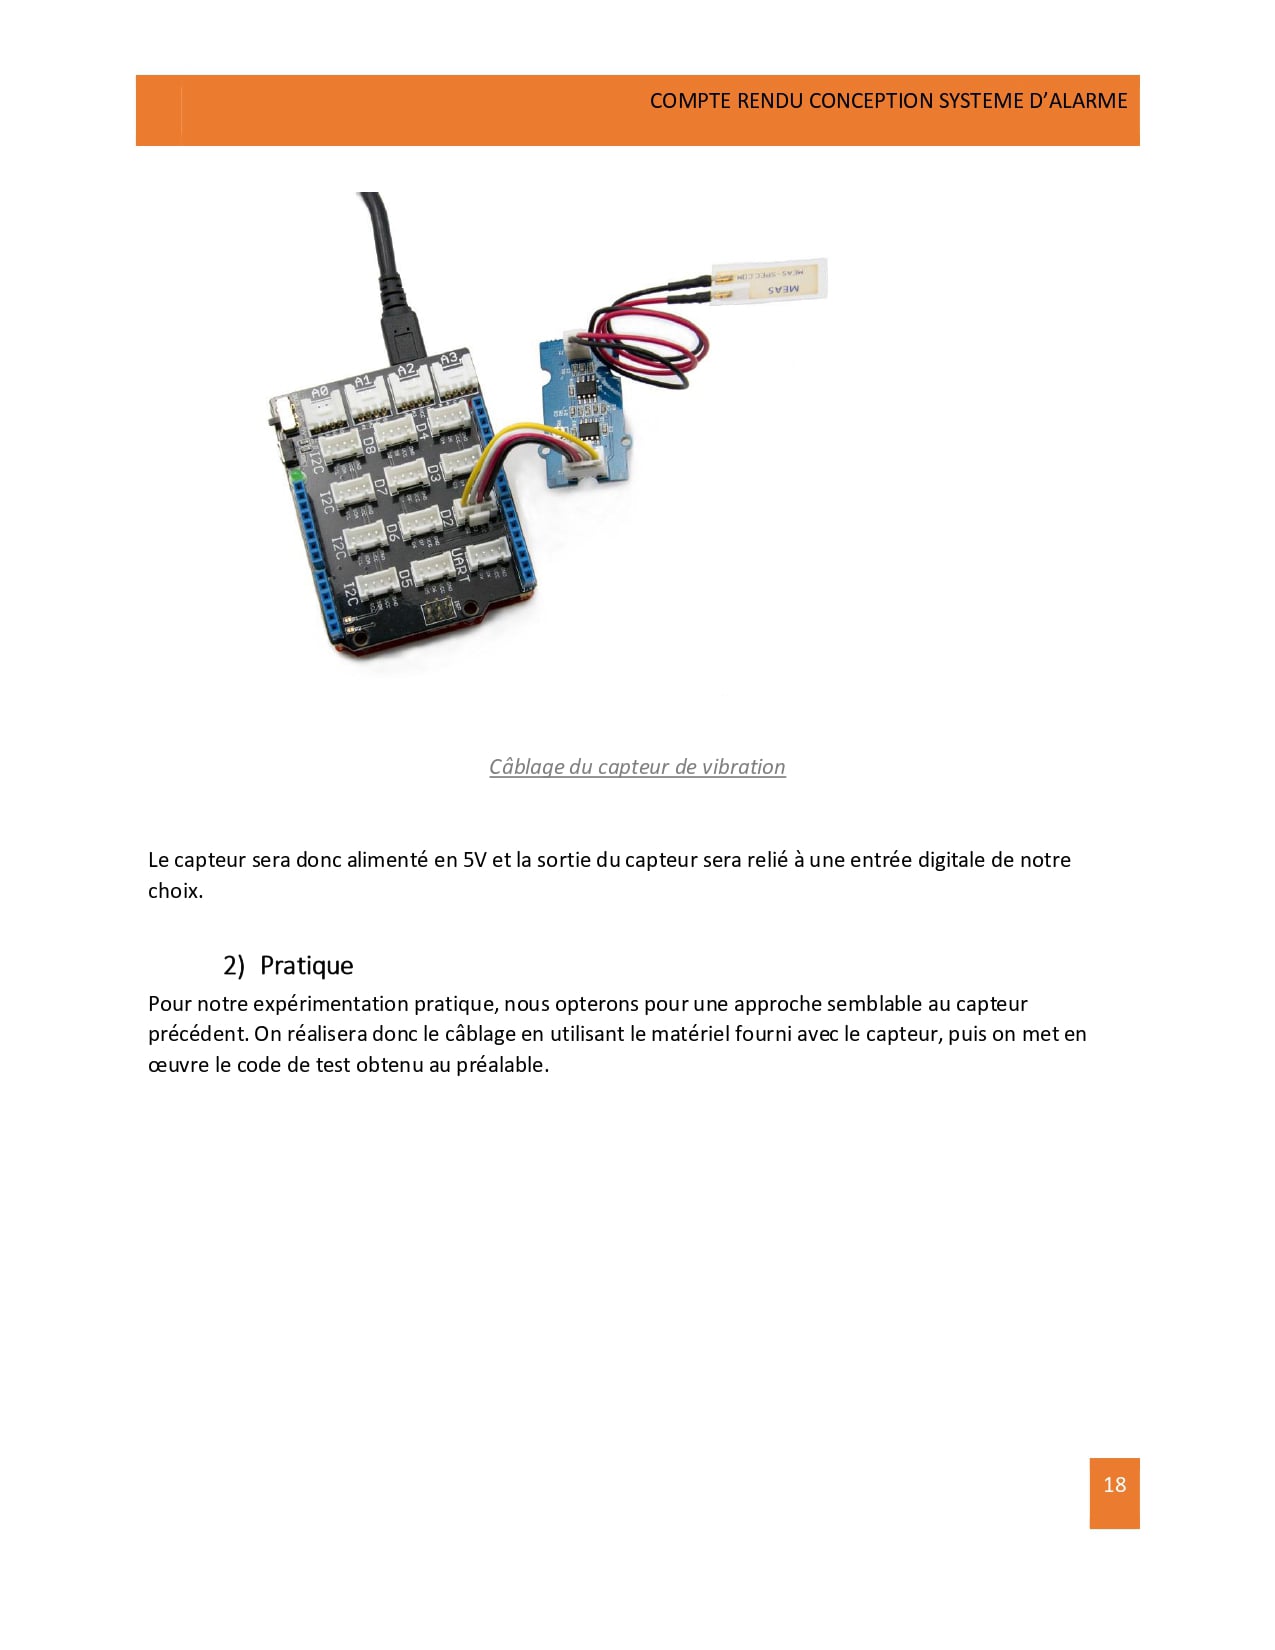 COMPTE RENDU CONCEPTION SYSTEME D’ALARME
MEAS-SPEC.COM
MEAS
A0
A1
A2
A3
I2C
D8
D4
I2C
D7
D3
I2C
D6
D2
I2C
D5
UART
Câblage du capteur de vibration
Le capteur sera donc alimenté en 5V et la sortie du capteur sera relié à une entrée digitale de notre
choix.
2) Pratique
Pour notre expérimentation pratique, nous opterons pour une approche semblable au capteur
précédent. On réalisera donc le câblage en utilisant le matériel fourni avec le capteur, puis on met en
œuvre le code de test obtenu au préalable.
18